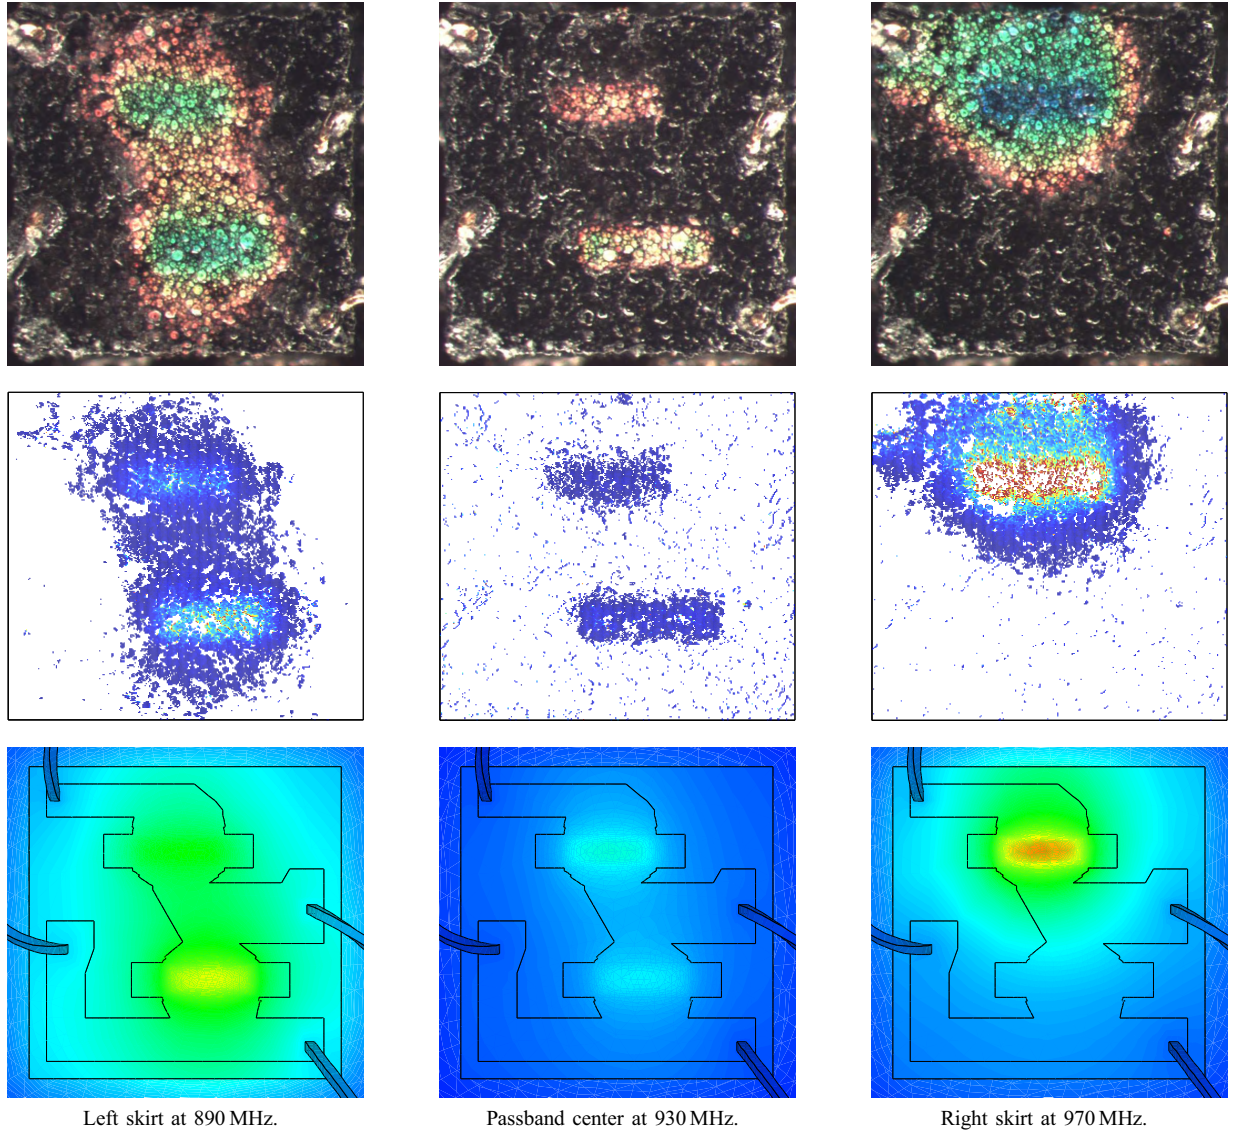 Left skirt at 890 MHz.
Passband center at 930 MHz.
Right skirt at 970 MHz.